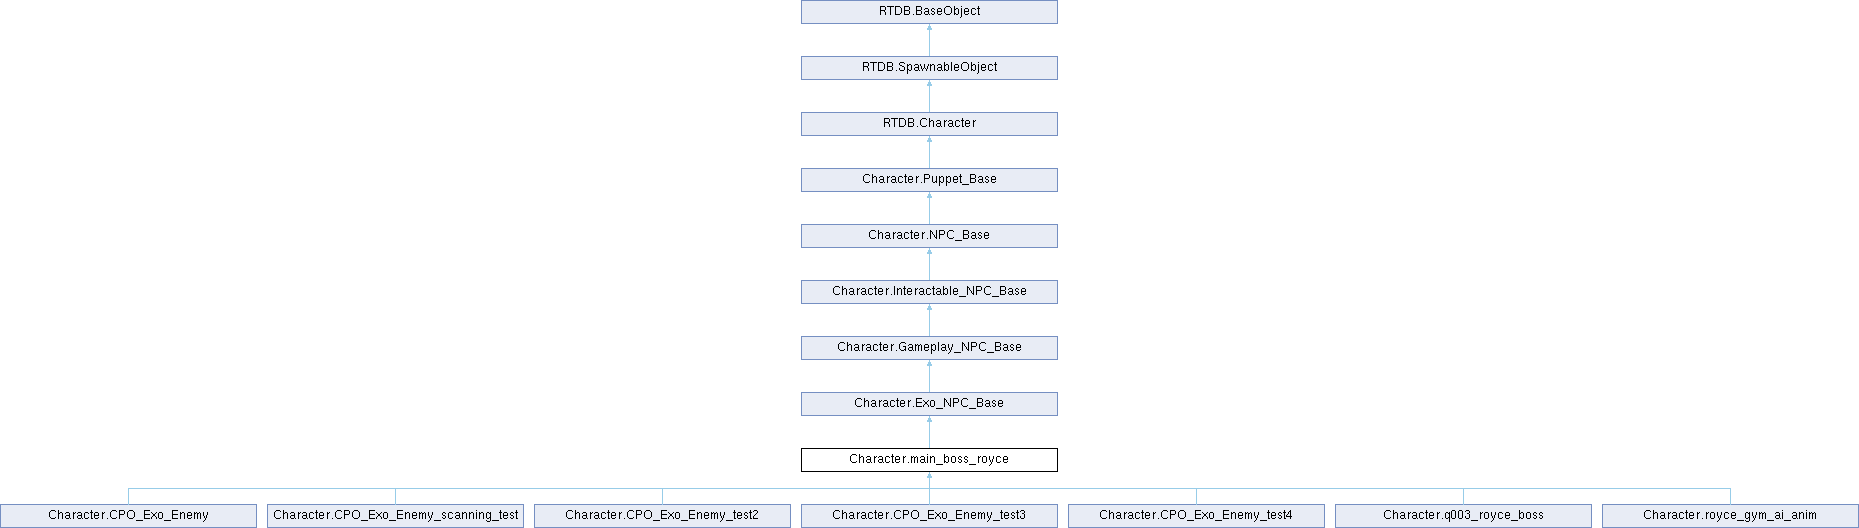 RTDB.BaseObject
RTDB.SpawnableObject
RTDB.Character
Character.Puppet_Base
Character.NPC_Base
Character.Interactable_NPC_Base
Character.Gameplay_NPC_Base
Character.Exo_NPC_Base
Character.main_boss_royce
Character.CPO_Exo_Enemy
Character.CPO_Exo_Enemy_scanning_test
Character.CPO_Exo_Enemy_test2
Character.CPO_Exo_Enemy_test3
Character.CPO_Exo_Enemy_test4
Character.q003_royce_boss
Character.royce_gym_ai_anim